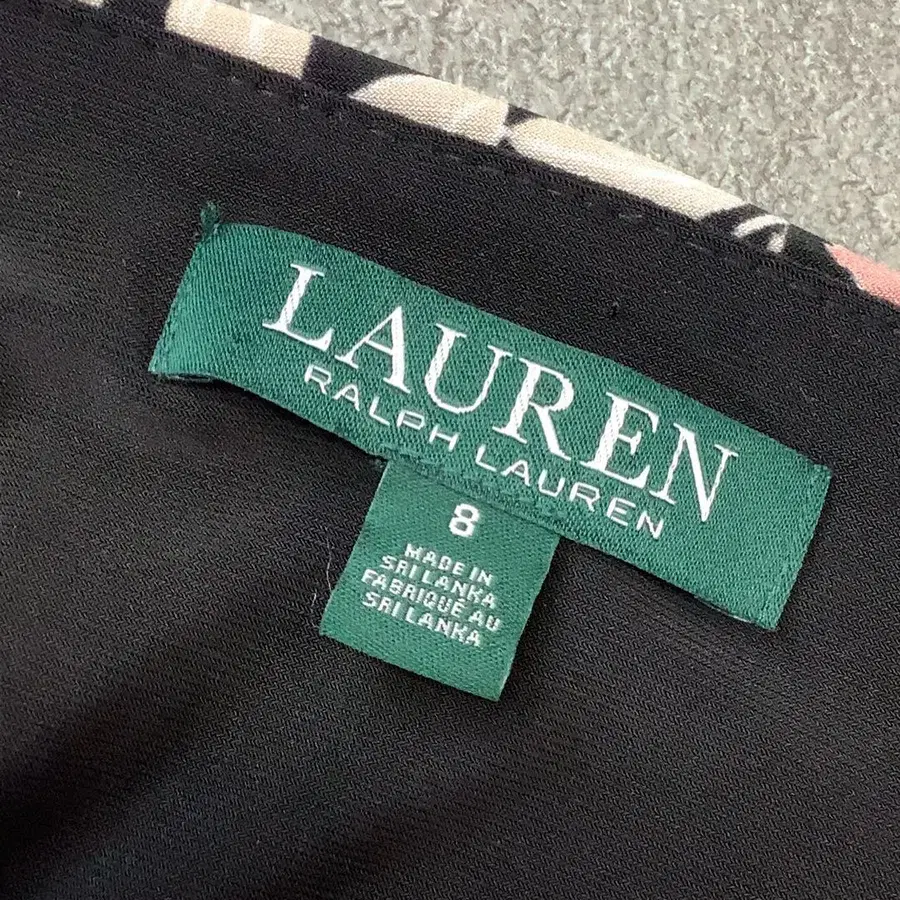 LAUREN
RALPH LAUREN
8
MADE IN
SRI LANKA
FABRIQUÉ AU
SRI LANKA